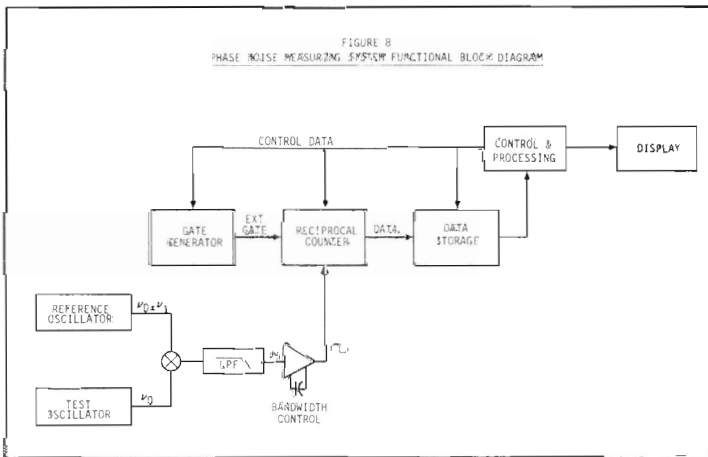 FIGURE 8
PHASE NOISE MEASURING SYSTEM FUNCTIONAL BLOCK DIAGRAM
CONTROL DATA
CONTROL &
PROCESSING
DISPLAY
GATE
GENERATOR
EXT
GATE
RECIPROCAL
COUNTER
DATA
DATA
STORAGE
REFERENCE
OSCILLATOR
ν0±ν1
LPF
TEST
OSCILLATOR
ν0
BANDWIDTH
CONTROL